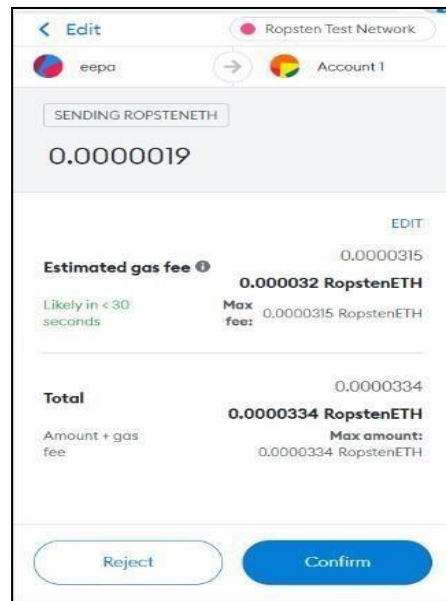 Edit
Ropsten Test Network
eepa
Account 1
SENDING ROPSTENETH
0.0000019
EDIT
Estimated gas fee
0.0000315
0.000032 RopstenETH
Likely in < 30 seconds
Max fee: 0.0000315 RopstenETH
Total
0.0000334
0.0000334 RopstenETH
Amount + gas fee
Max amount:
0.0000334 RopstenETH
Reject
Confirm